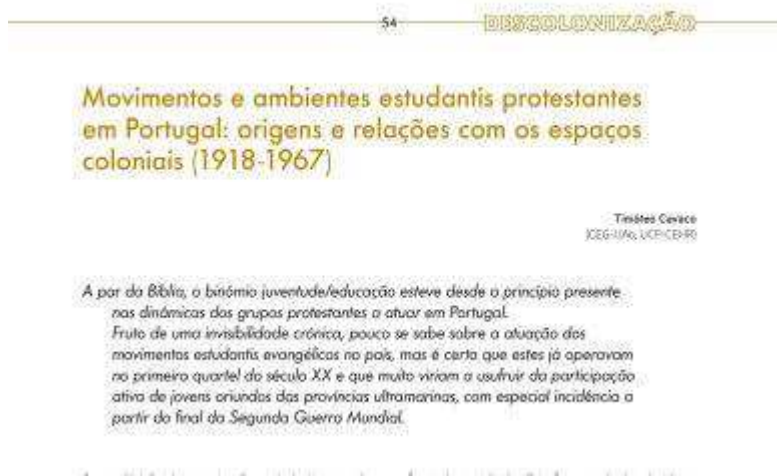 54
DESCOLONIZAÇÃO
Movimentos e ambientes estudantis protestantes
em Portugal: origens e relações com os espaços
coloniais (1918-1967)
Timóteo Cavaco
(CEG-UAb, UCP-CEHR)
A par da Bíblia, o binómio juventude/educação esteve desde o princípio presente
nas dinâmicas dos grupos protestantes a atuar em Portugal.
Fruto de uma invisibilidade crónica, pouco se sabe sobre a atuação dos
movimentos estudantis evangélicos no país, mas é certo que estes já operavam
no primeiro quartel do século XX e que muito viriam a usufruir da participação
ativa de jovens oriundos das províncias ultramarinas, com especial incidência a
partir do final da Segunda Guerra Mundial.